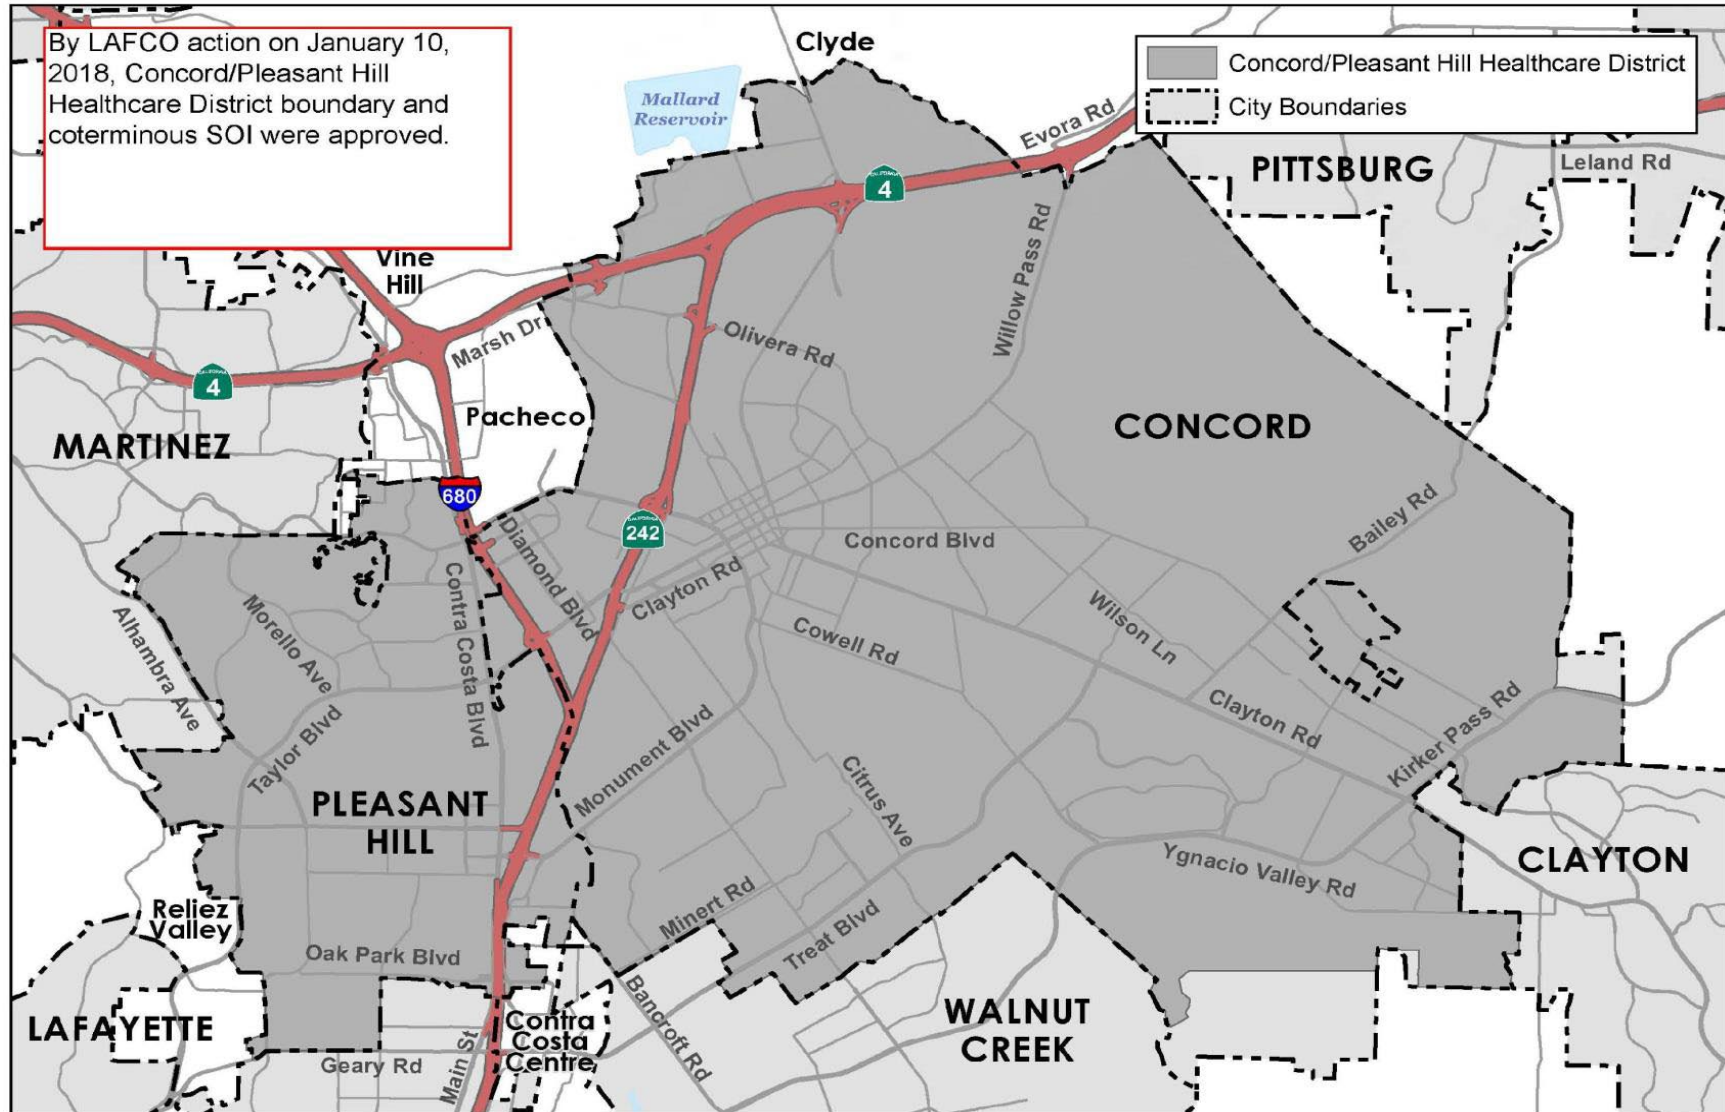 By LAFCO action on January 10,
2018, Concord/Pleasant Hill
Healthcare District boundary and
coterminous SOI were approved.
Clyde
Concord/Pleasant Hill Healthcare District
City Boundaries
Mallard
Reservoir
Evora Rd
PITTSBURG
Leland Rd
CALIFORNIA
4
Willow Pass Rd
Vine
Hill
Marsh Dr
Olivera Rd
CALIFORNIA
4
Pacheco
CONCORD
MARTINEZ
680
CALIFORNIA
242
Diamond Blvd
Concord Blvd
Bailey Rd
Contra Costa Blvd
Clayton Rd
Alhambra Ave
Morello Ave
Cowell Rd
Wilson Ln
Clayton Rd
Kirker Pass Rd
Taylor Blvd
Monument Blvd
Citrus Ave
PLEASANT
HILL
Ygnacio Valley Rd
CLAYTON
Reliez
Valley
Minert Rd
Treat Blvd
Oak Park Blvd
Bancroft Rd
LAFAYETTE
Contra
Costa
Centre
WALNUT
CREEK
Geary Rd
Main St